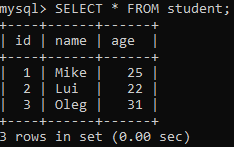 mysql> SELECT * FROM student;
+----+------+------+
| id | name | age  |
+----+------+------+
|  1 | Mike |   25 |
|  2 | Lui  |   22 |
|  3 | Oleg |   31 |
+----+------+------+
3 rows in set (0.00 sec)